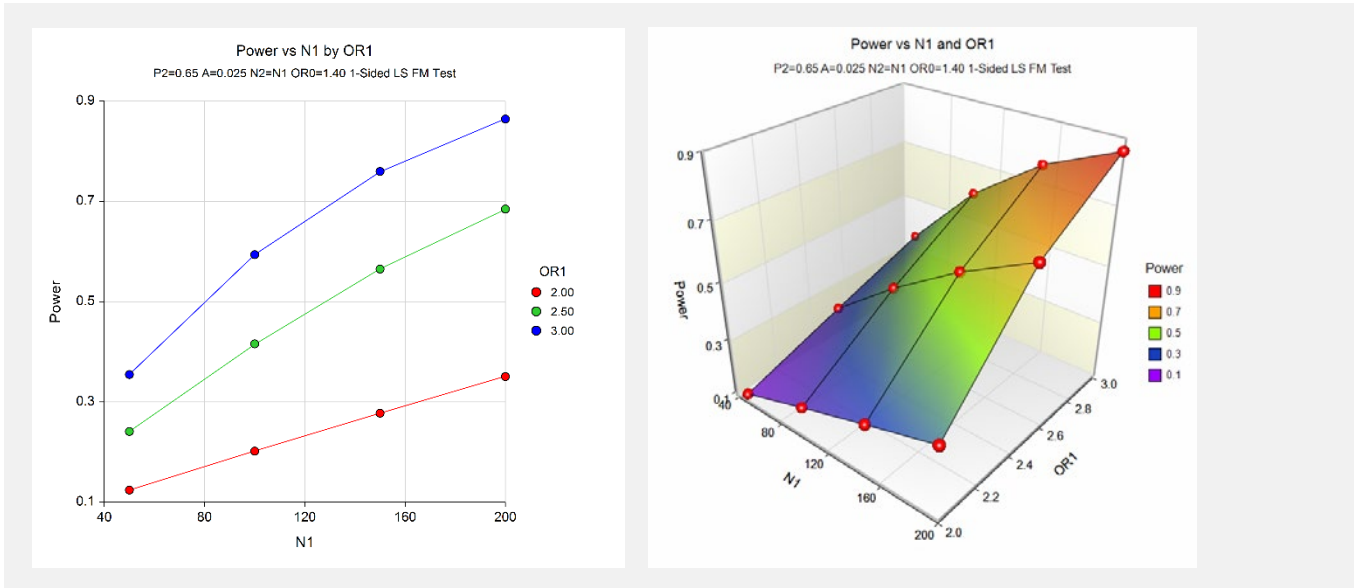 Power vs N1 by OR1
P2=0.65 A=0.025 N2=N1 OR0=1.40 1-Sided LS FM Test
0.9
0.7
0.5
0.3
0.1
Power
40 80 120 160 200
N1
OR1
2.00
2.50
3.00
Power vs N1 and OR1
P2=0.65 A=0.025 N2=N1 OR0=1.40 1-Sided LS FM Test
0.9
0.7
0.5
0.3
0.1
Power
40
80
120
160
200
N1
2.0
2.2
2.4
2.6
2.8
3.0
OR1
Power
0.9
0.7
0.5
0.3
0.1